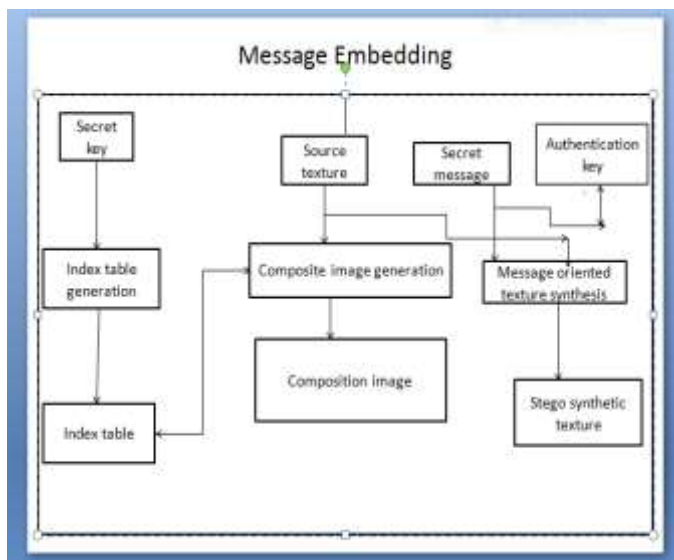 Message Embedding
Secret
key
Source
texture
Secret
message
Authentication
key
Index table
generation
Composite image generation
Message oriented
texture synthesis
Composition image
Index table
Stego synthetic
texture